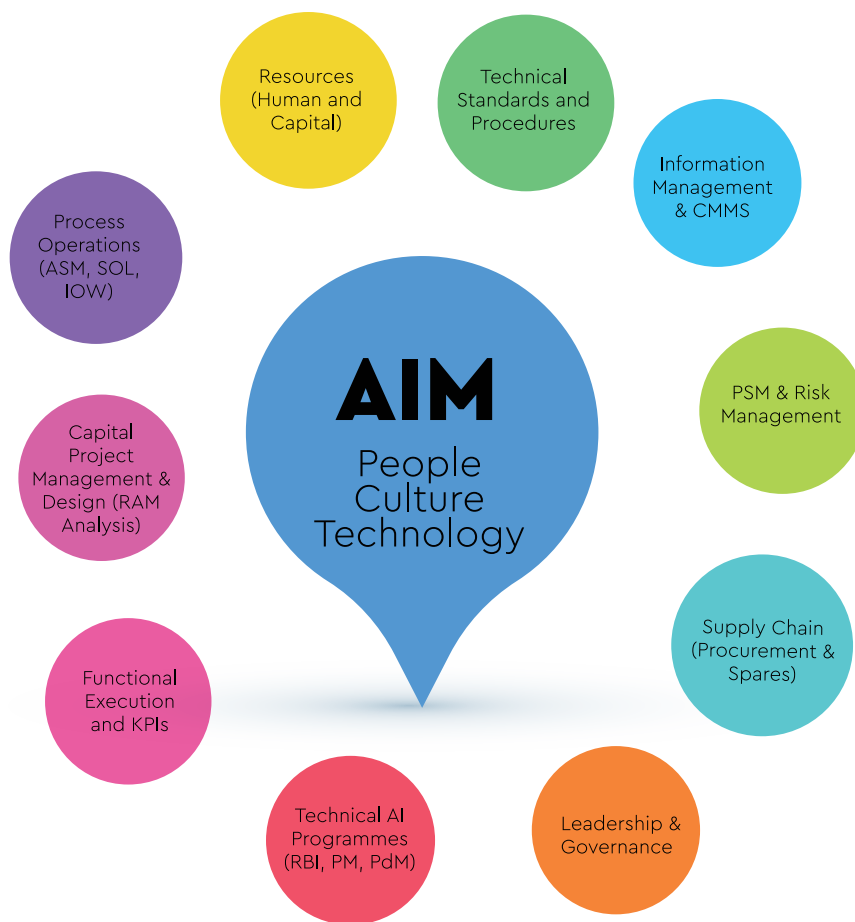 Resources
(Human and
Capital)
Technical
Standards and
Procedures
Information
Management
& CMMS
Process
Operations
(ASM, SOL,
IOW)
AIM
People
Culture
Technology
PSM & Risk
Management
Capital
Project
Management &
Design (RAM
Analysis)
Supply Chain
(Procurement &
Spares)
Functional
Execution
and KPIs
Technical AI
Programmes
(RBI, PM, PdM)
Leadership &
Governance